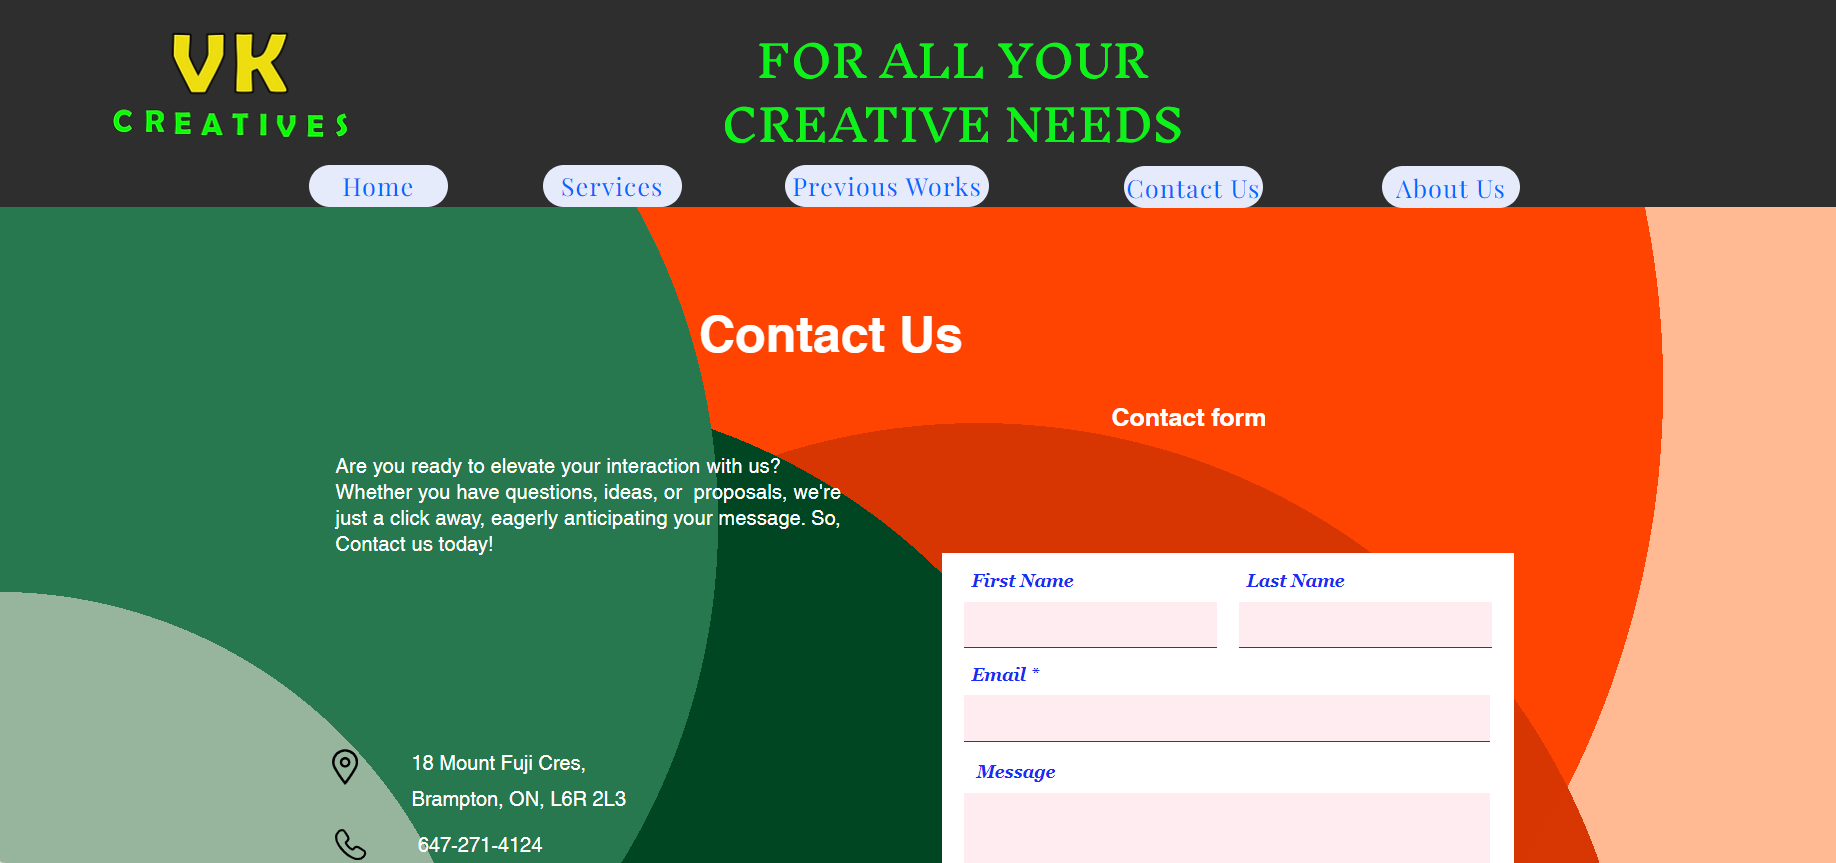 VK
CREATIVES
FOR ALL YOUR
CREATIVE NEEDS
Home
Services
Previous Works
Contact Us
About Us
Contact Us
Are you ready to elevate your interaction with us?
Whether you have questions, ideas, or  proposals, we're
just a click away, eagerly anticipating your message. So,
Contact us today!
18 Mount Fuji Cres,
Brampton, ON, L6R 2L3
647-271-4124
Contact form
First Name
Last Name
Email *
Message